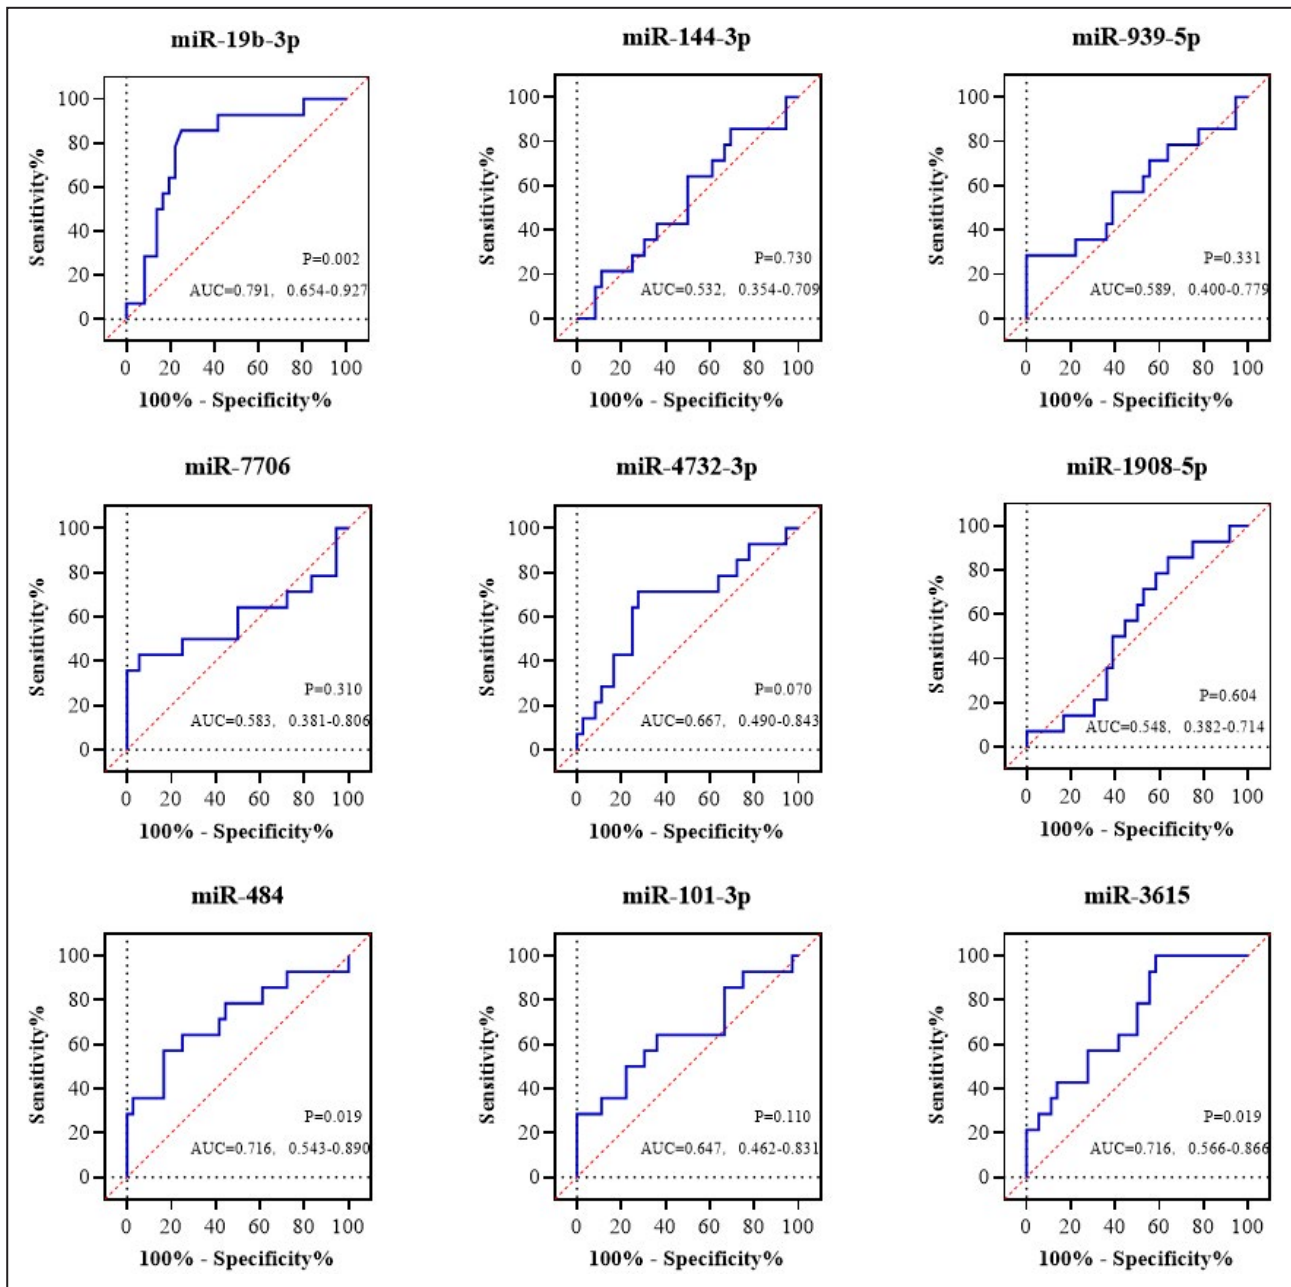 miR-19b-3p
Sensitivity%
100
80
60
40
20
0
P=0.002
AUC=0.791, 0.654-0.927
0 20 40 60 80 100
100% - Specificity%
miR-144-3p
Sensitivity%
100
80
60
40
20
0
P=0.730
AUC=0.532, 0.354-0.709
0 20 40 60 80 100
100% - Specificity%
miR-939-5p
Sensitivity%
100
80
60
40
20
0
P=0.331
AUC=0.589, 0.400-0.779
0 20 40 60 80 100
100% - Specificity%
miR-7706
Sensitivity%
100
80
60
40
20
0
P=0.310
AUC=0.583, 0.381-0.806
0 20 40 60 80 100
100% - Specificity%
miR-4732-3p
Sensitivity%
100
80
60
40
20
0
P=0.070
AUC=0.667, 0.490-0.843
0 20 40 60 80 100
100% - Specificity%
miR-1908-5p
Sensitivity%
100
80
60
40
20
0
P=0.604
AUC=0.548, 0.382-0.714
0 20 40 60 80 100
100% - Specificity%
miR-484
Sensitivity%
100
80
60
40
20
0
P=0.019
AUC=0.716, 0.543-0.890
0 20 40 60 80 100
100% - Specificity%
miR-101-3p
Sensitivity%
100
80
60
40
20
0
P=0.110
AUC=0.647, 0.462-0.831
0 20 40 60 80 100
100% - Specificity%
miR-3615
Sensitivity%
100
80
60
40
20
0
P=0.019
AUC=0.716, 0.566-0.866
0 20 40 60 80 100
100% - Specificity%